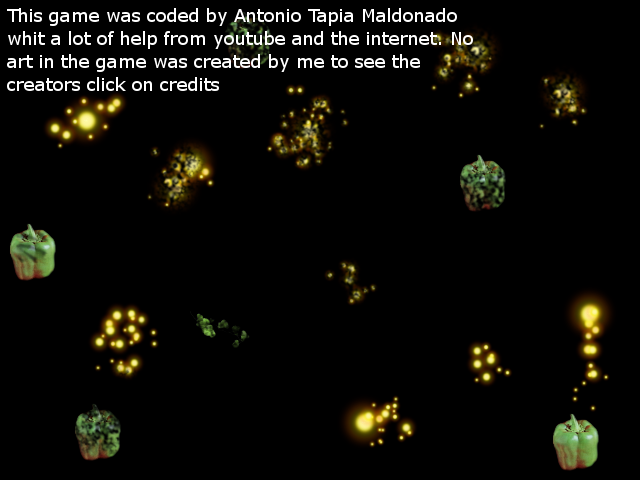 This game was coded by Antonio Tapia Maldonado
whit a lot of help from youtube and the internet. No
art in the game was created by me to see the
creators click on credits